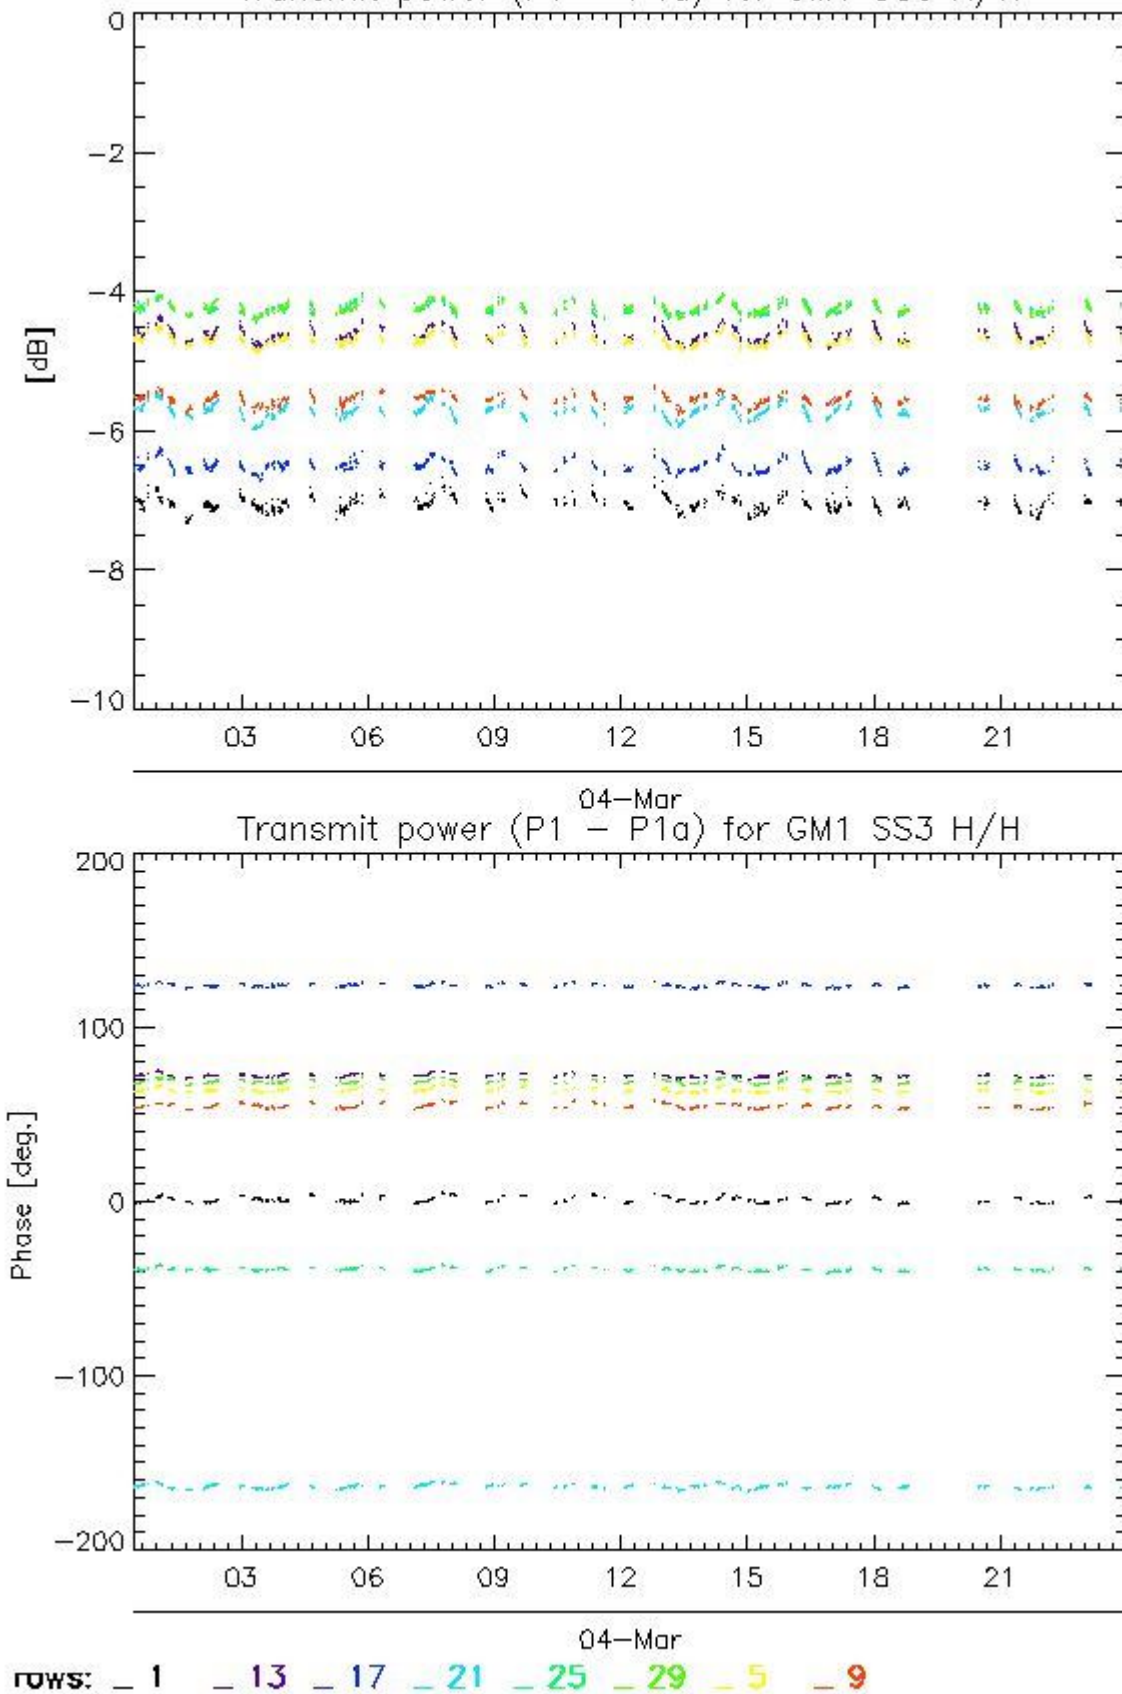 0
−2
−4
[dB]
−6
−8
−10
03 06 09 12 15 18 21
04−Mar
Transmit power (P1 − P1a) for GM1 SS3 H/H
200
100
Phase [deg.]
0
−100
−200
03 06 09 12 15 18 21
04−Mar
rows: _ 1 _ 13 _ 17 _ 21 _ 25 _ 29 _ 5 _ 9